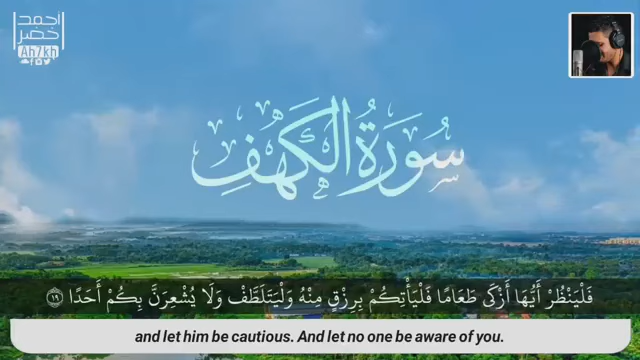 أحمد
خضر
Ah7kh
سُورَةُ الكَهْفِ
فَلْيَنظُرْ أَيُّهَا أَزْكَى طَعَامًا فَلْيَأْتِكُمْ بِرِزْقٍ مِنْهُ وَلْيَتَلَطَّفْ وَلَا يُشْعِرَنَّ بِكُمْ أَحَدًا ۝١٩
and let him be cautious. And let no one be aware of you.